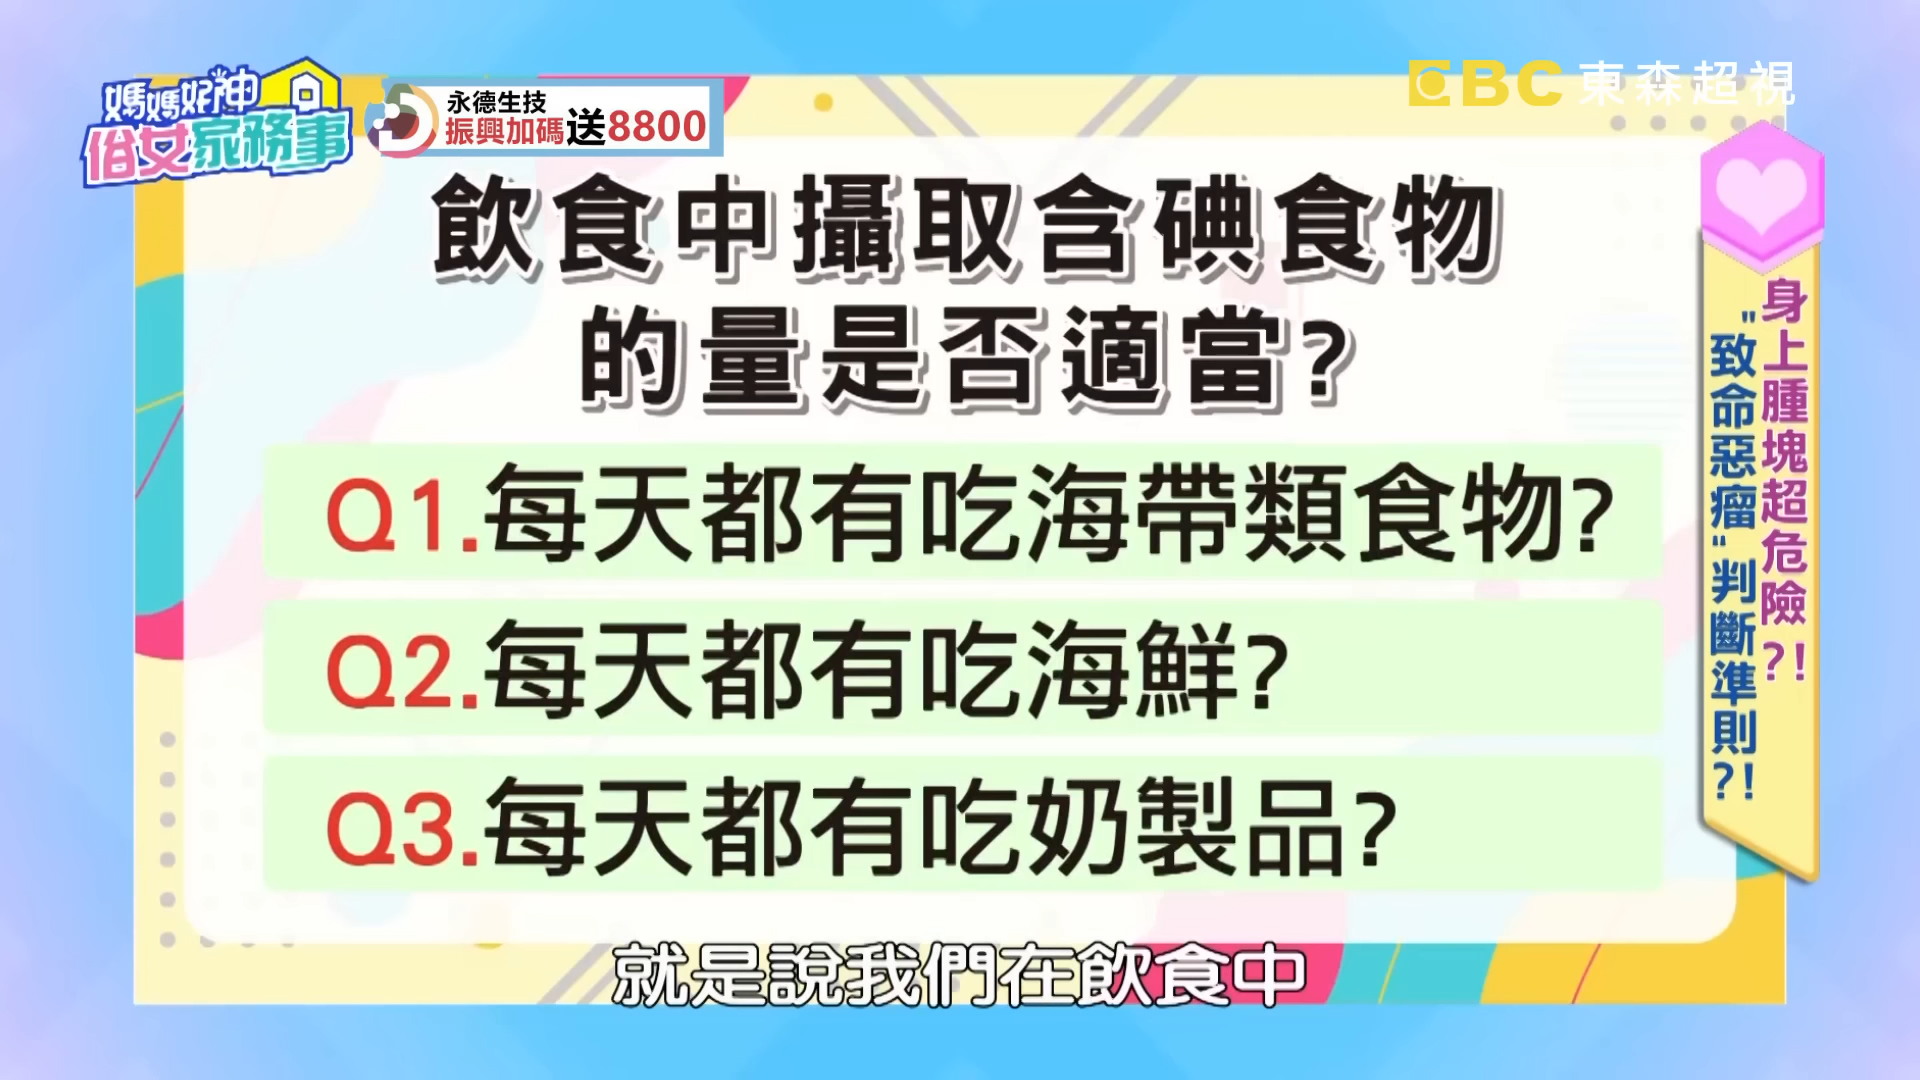 媽媽好神
俗女家務事
永德生技
振興加碼送8800
EBC 東森超視
飲食中攝取含碘食物
的量是否適當?
Q1.每天都有吃海帶類食物?
Q2.每天都有吃海鮮?
Q3.每天都有吃奶製品?
身上腫塊超危險?!
"致命惡瘤"判斷準則?!
就是說我們在飲食中